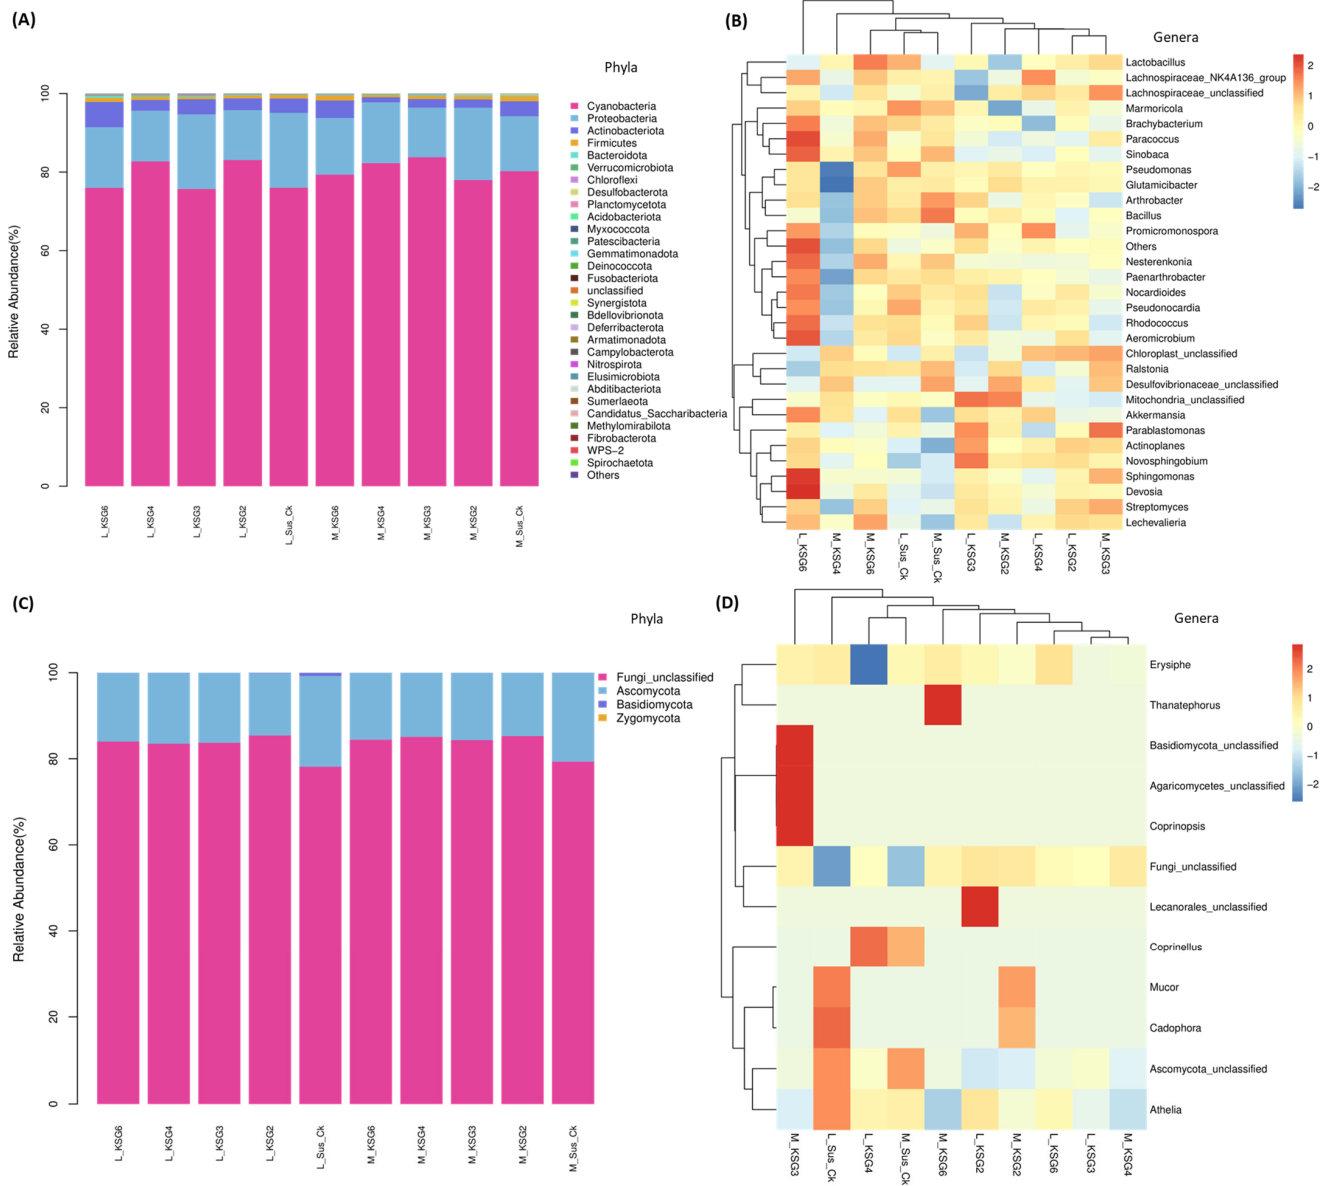 (A)
Phyla
Relative Abundance(%)
100
80
60
40
20
0
L_KSG6
L_KSG4
L_KSG3
L_KSG2
L_Sus_Ck
M_KSG6
M_KSG4
M_KSG3
M_KSG2
M_Sus_Ck
Cyanobacteria
Proteobacteria
Actinobacteriota
Firmicutes
Bacteroidota
Verrucomicrobiota
Chloroflexi
Desulfobacterota
Planctomycetota
Acidobacteriota
Myxococcota
Patescibacteria
Gemmatimonadota
Deinococcota
Fusobacteriota
unclassified
Synergistota
Bdellovibrionota
Deferribacterota
Armatimonadota
Campylobacterota
Nitrospirota
Elusimicrobiota
Abditibacteriota
Sumerlaeota
Candidatus_Saccharibacteria
Methylomirabilota
Fibrobacterota
WPS−2
Spirochaetota
Others
(B)
Genera
Lactobacillus
Lachnospiraceae_NK4A136_group
Lachnospiraceae_unclassified
Marmoricola
Brachybacterium
Paracoccus
Sinobaca
Pseudomonas
Glutamicibacter
Arthrobacter
Bacillus
Promicromonospora
Others
Nesterenkonia
Paenarthrobacter
Nocardioides
Pseudonocardia
Rhodococcus
Aeromicrobium
Chloroplast_unclassified
Ralstonia
Desulfovibrionaceae_unclassified
Mitochondria_unclassified
Akkermansia
Parablastomonas
Actinoplanes
Novosphingobium
Sphingomonas
Devosia
Streptomyces
Lechevalieria
L_KSG6
M_KSG4
M_KSG6
L_Sus_Ck
M_Sus_Ck
L_KSG3
M_KSG2
L_KSG4
L_KSG2
M_KSG3
2
1
0
−1
−2
(C)
Phyla
Relative Abundance(%)
100
80
60
40
20
0
L_KSG6
L_KSG4
L_KSG3
L_KSG2
L_Sus_Ck
M_KSG6
M_KSG4
M_KSG3
M_KSG2
M_Sus_Ck
Fungi_unclassified
Ascomycota
Basidiomycota
Zygomycota
(D)
Genera
Erysiphe
Thanatephorus
Basidiomycota_unclassified
Agaricomycetes_unclassified
Coprinopsis
Fungi_unclassified
Lecanorales_unclassified
Coprinellus
Mucor
Cadophora
Ascomycota_unclassified
Athelia
M_KSG3
L_Sus_Ck
L_KSG4
M_Sus_Ck
M_KSG6
L_KSG2
M_KSG2
L_KSG6
L_KSG3
M_KSG4
2
1
0
−1
−2